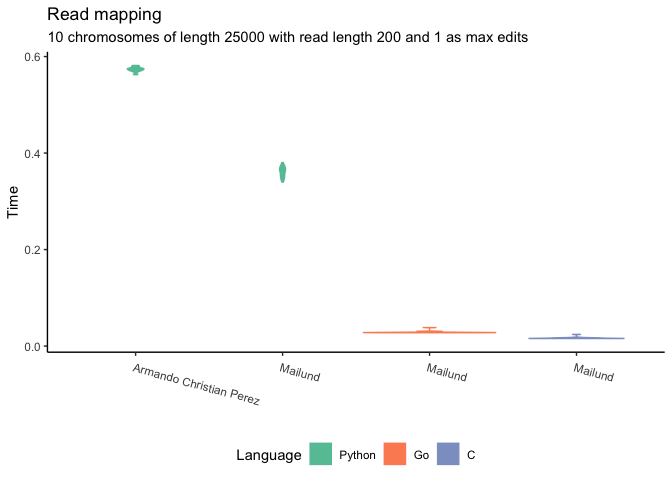 Read mapping
10 chromosomes of length 25000 with read length 200 and 1 as max edits
0.6
0.4
0.2
0.0
Time
Armando Christian Perez
Mailund
Mailund
Mailund
Language Python Go C